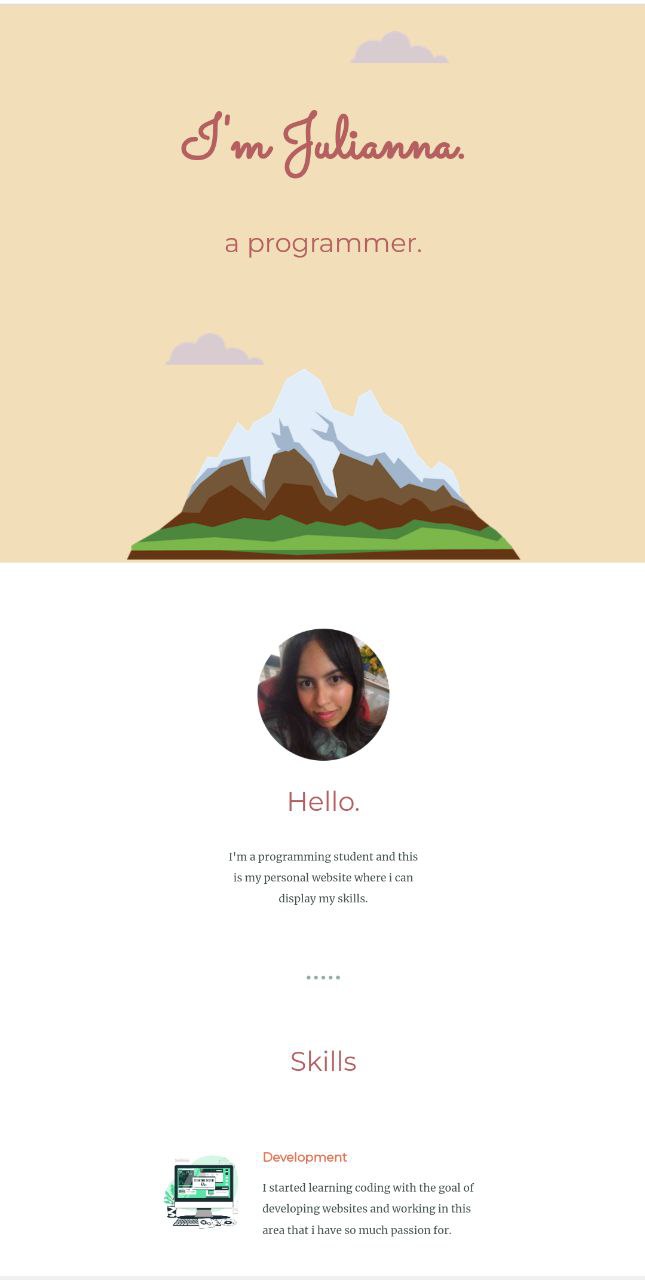 I'm Julianna.
a programmer.
Hello.
I'm a programming student and this
is my personal website where i can
display my skills.
Skills
Development
I started learning coding with the goal of
developing websites and working in this
area that i have so much passion for.